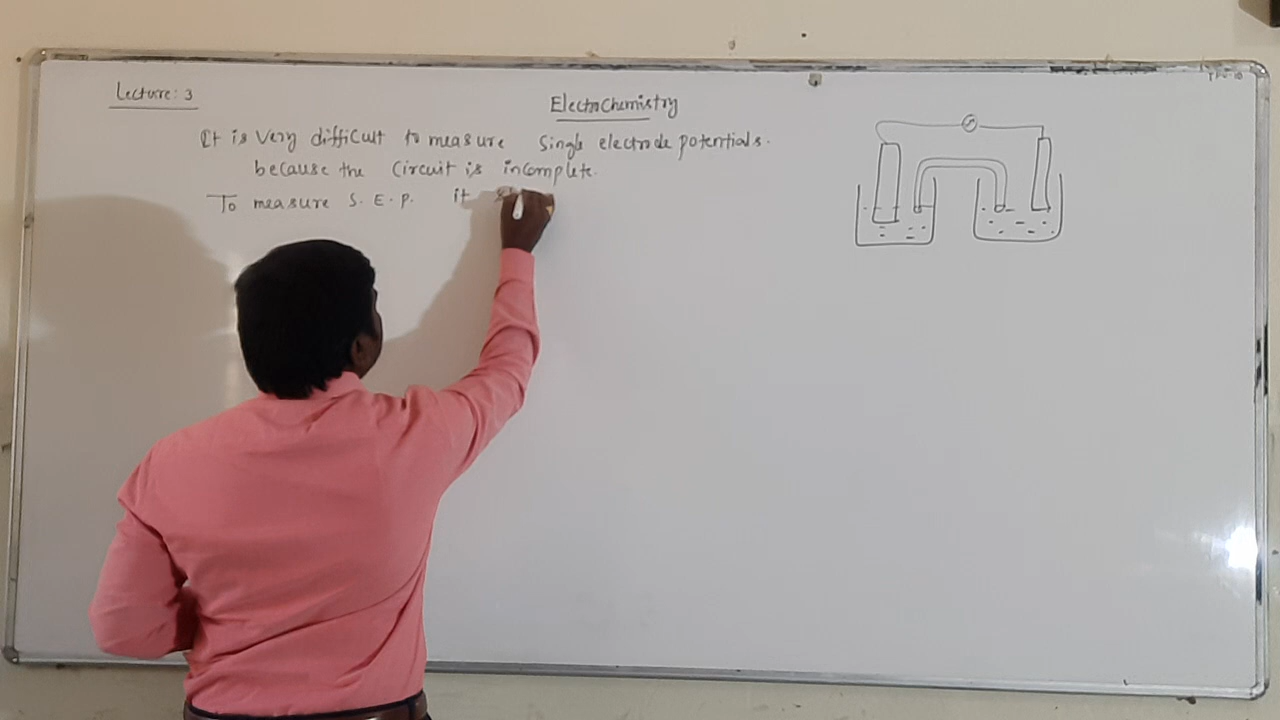 Lecture: 3
ElectroChemistry
It is very difficult to measure Single electrode potentials.
because the Circuit is incomplete.
To measure S.E.P. it